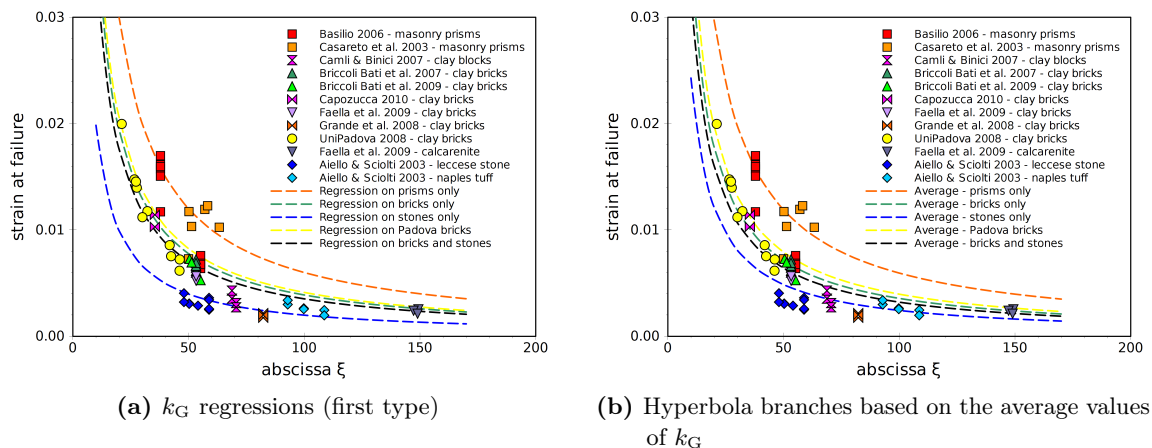 0.03
0.02
0.01
0.00
strain at failure
0
50
100
150
200
abscissa ξ
Basilio 2006 - masonry prisms
Casareto et al. 2003 - masonry prisms
Camli & Binici 2007 - clay blocks
Briccoli Bati et al. 2007 - clay bricks
Briccoli Bati et al. 2009 - clay bricks
Capozucca 2010 - clay bricks
Faella et al. 2009 - clay bricks
Grande et al. 2008 - clay bricks
UniPadova 2008 - clay bricks
Faella et al. 2009 - calcarenite
Aiello & Sciolti 2003 - leccese stone
Aiello & Sciolti 2003 - naples tuff
Regression on prisms only
Regression on bricks only
Regression on stones only
Regression on Padova bricks
Regression on bricks and stones
(a) kG regressions (first type)
0.03
0.02
0.01
0.00
strain at failure
0
50
100
150
200
abscissa ξ
Basilio 2006 - masonry prisms
Casareto et al. 2003 - masonry prisms
Camli & Binici 2007 - clay blocks
Briccoli Bati et al. 2007 - clay bricks
Briccoli Bati et al. 2009 - clay bricks
Capozucca 2010 - clay bricks
Faella et al. 2009 - clay bricks
Grande et al. 2008 - clay bricks
UniPadova 2008 - clay bricks
Faella et al. 2009 - calcarenite
Aiello & Sciolti 2003 - leccese stone
Aiello & Sciolti 2003 - naples tuff
Average - prisms only
Average - bricks only
Average - stones only
Average - Padova bricks
Average - bricks and stones
(b) Hyperbola branches based on the average values
of kG